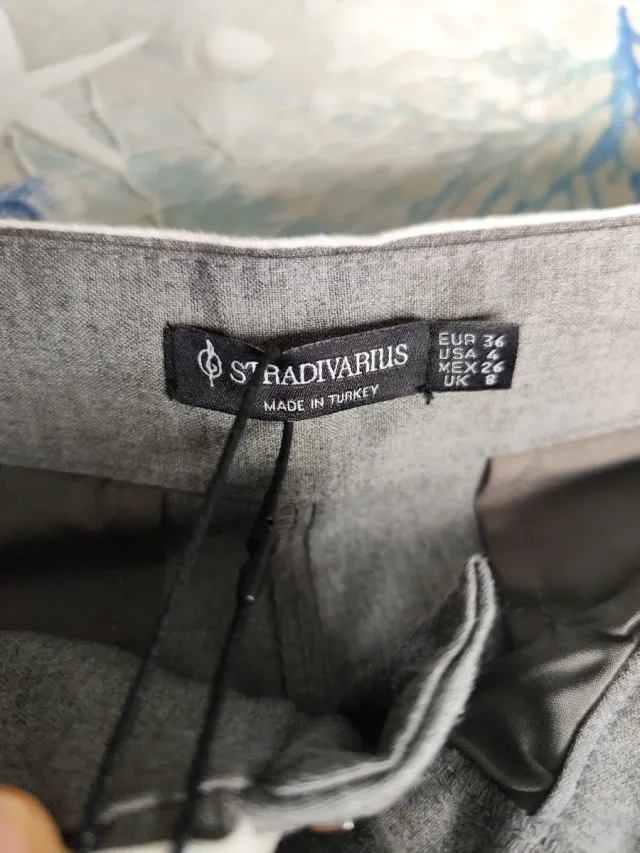 STRADIVARIUS
MADE IN TURKEY
EUR 36
USA 4
MEX 26
UK 8